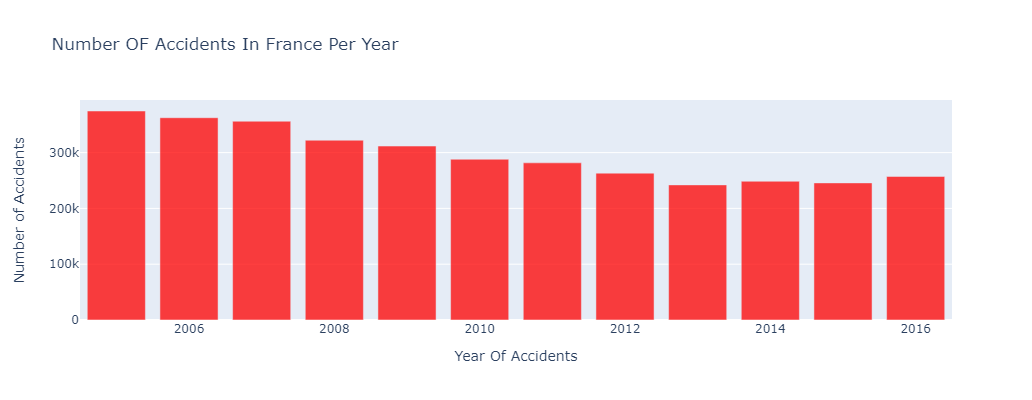 Number OF Accidents In France Per Year
Number of Accidents
300k
200k
100k
0
2006 2008 2010 2012 2014 2016
Year Of Accidents